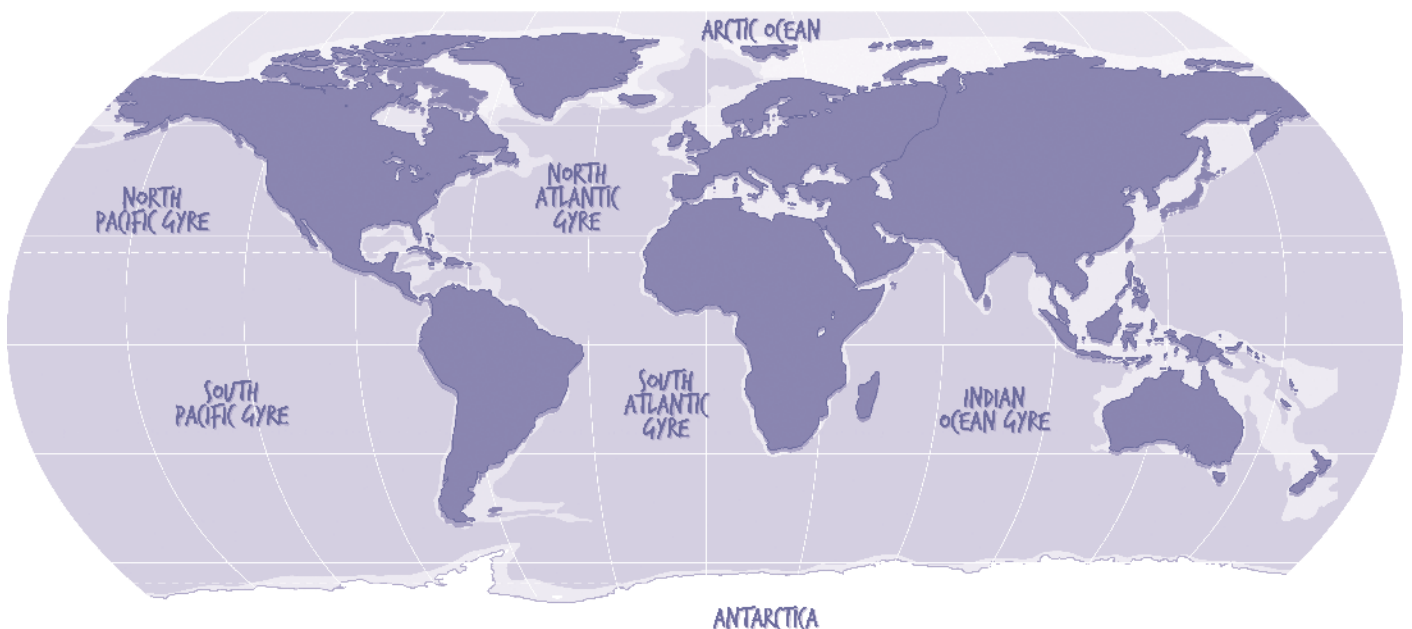 ARCTIC OCEAN
NORTH
PACIFIC GYRE
NORTH
ATLANTIC
GYRE
SOUTH
PACIFIC GYRE
SOUTH
ATLANTIC
GYRE
INDIAN
OCEAN GYRE
ANTARCTICA